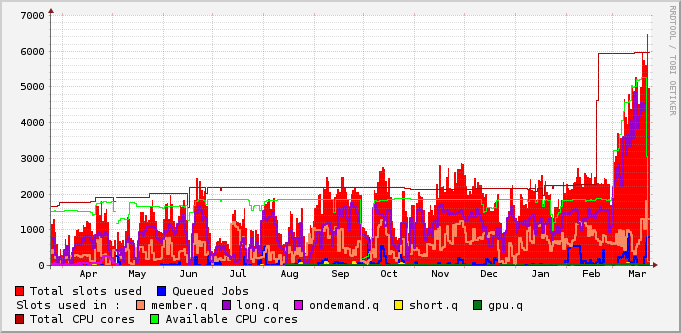 7000
6000
5000
4000
3000
2000
1000
0
Apr May Jun Jul Aug Sep Oct Nov Dec Jan Feb Mar
RRDTOOL / TOBI OETIKER
Total slots used Queued Jobs
Slots used in : member.q long.q ondemand.q short.q gpu.q
Total CPU cores Available CPU cores